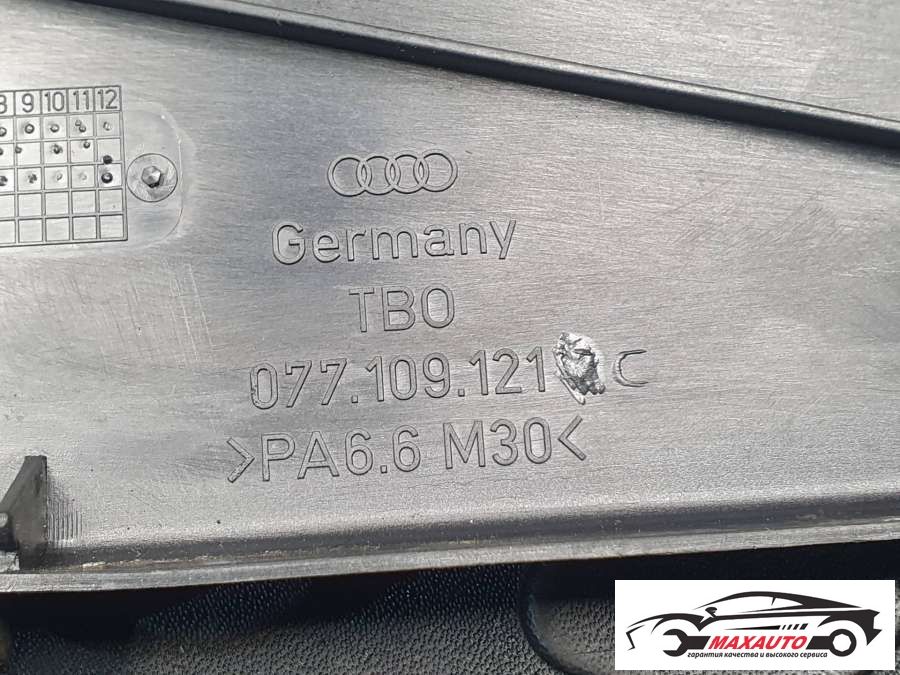 8 9 10 11 12
Germany
TBO
077.109.121 C
>PA6.6 M30<
MAXAUTO
гарантия качества и высокого сервиса